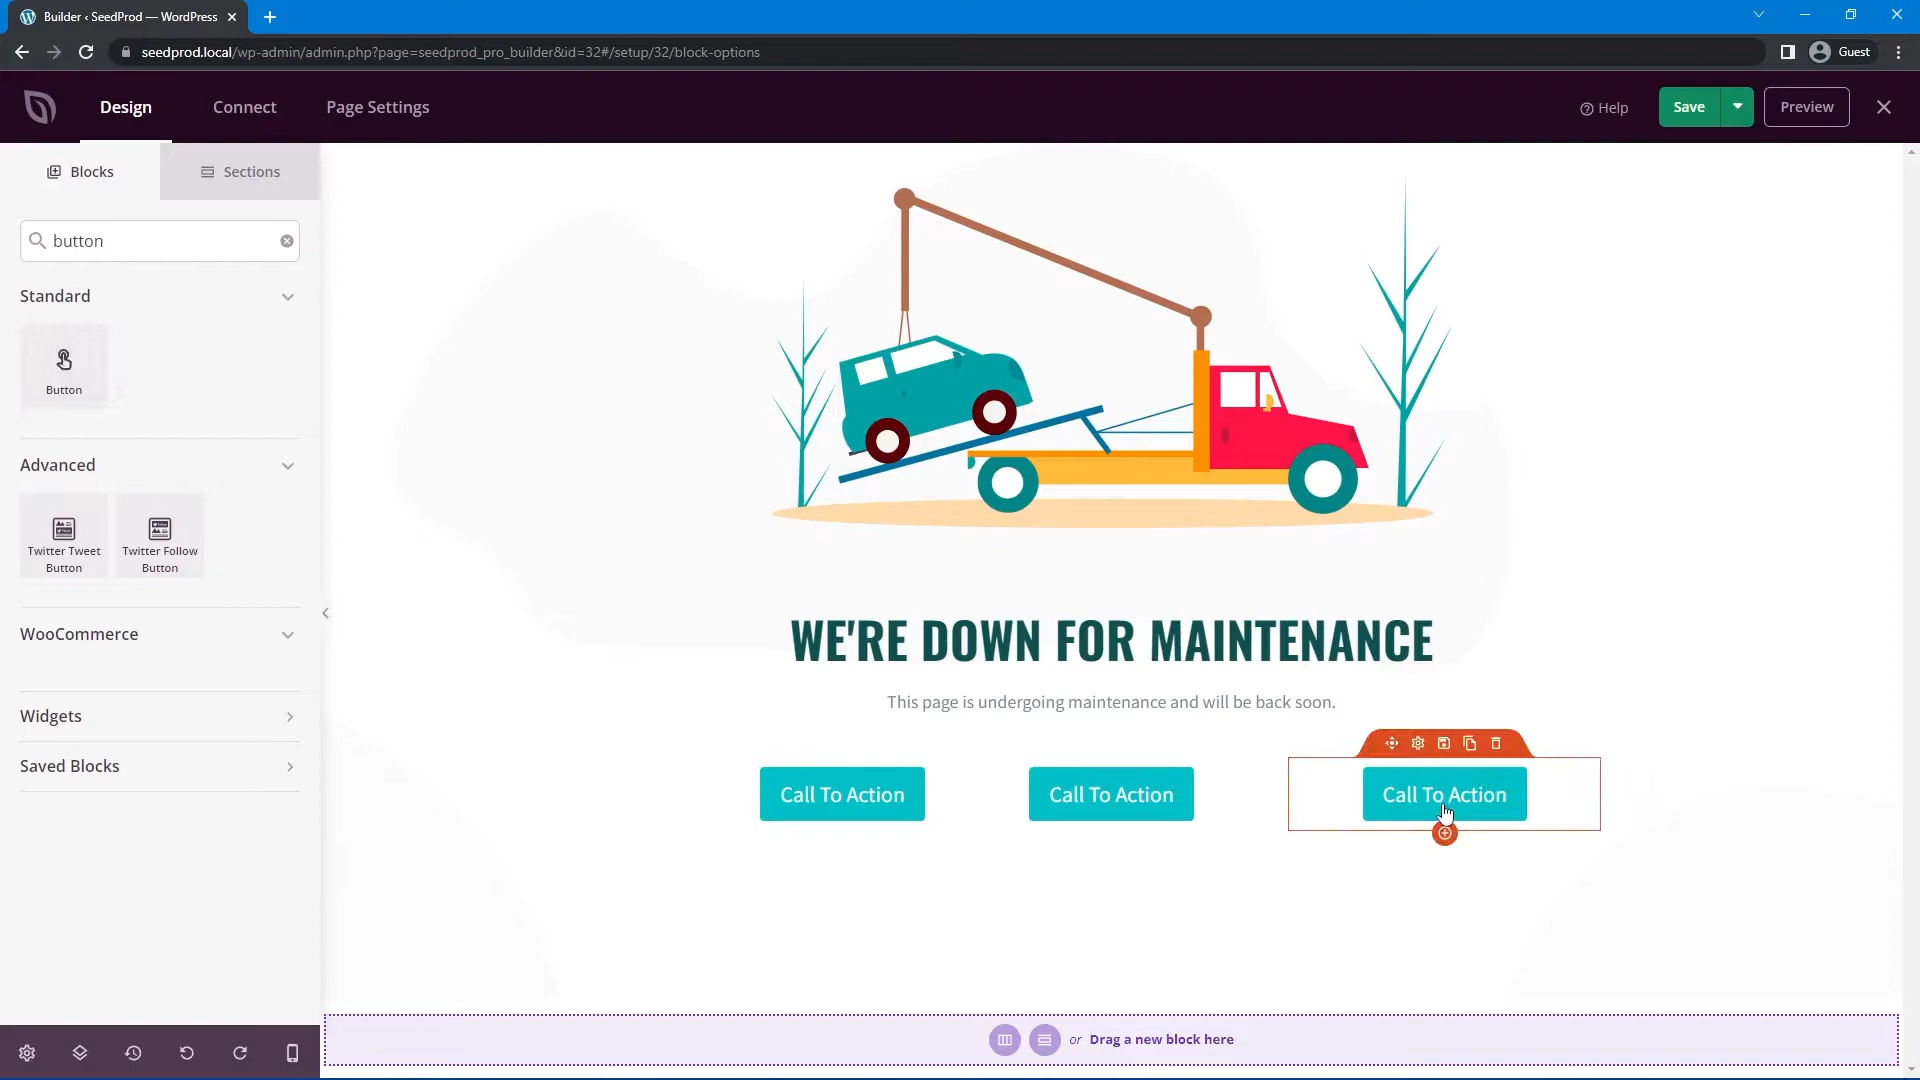 Builder ‹ SeedProd — WordPress
seedprod.local/wp-admin/admin.php?page=seedprod_pro_builder&id=32#/setup/32/block-options
Guest
Design
Connect
Page Settings
Help
Save
Preview
Blocks
Sections
button
Standard
Button
Advanced
Twitter Tweet
Button
Twitter Follow
Button
WooCommerce
Widgets
Saved Blocks
WE'RE DOWN FOR MAINTENANCE
This page is undergoing maintenance and will be back soon.
Call To Action
Call To Action
Call To Action
or Drag a new block here